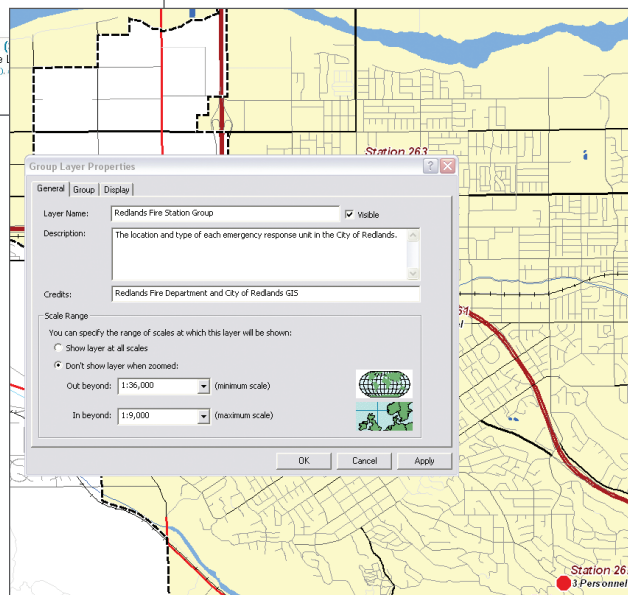 Station 263
Group Layer Properties
General
Group
Display
Layer Name:
Redlands Fire Station Group
Visible
Description:
The location and type of each emergency response unit in the City of Redlands.
Credits:
Redlands Fire Department and City of Redlands GIS
Scale Range
You can specify the range of scales at which this layer will be shown:
Show layer at all scales
Don't show layer when zoomed:
Out beyond:
1:36,000
(minimum scale)
In beyond:
1:9,000
(maximum scale)
OK
Cancel
Apply
Station 26
3 Personnel